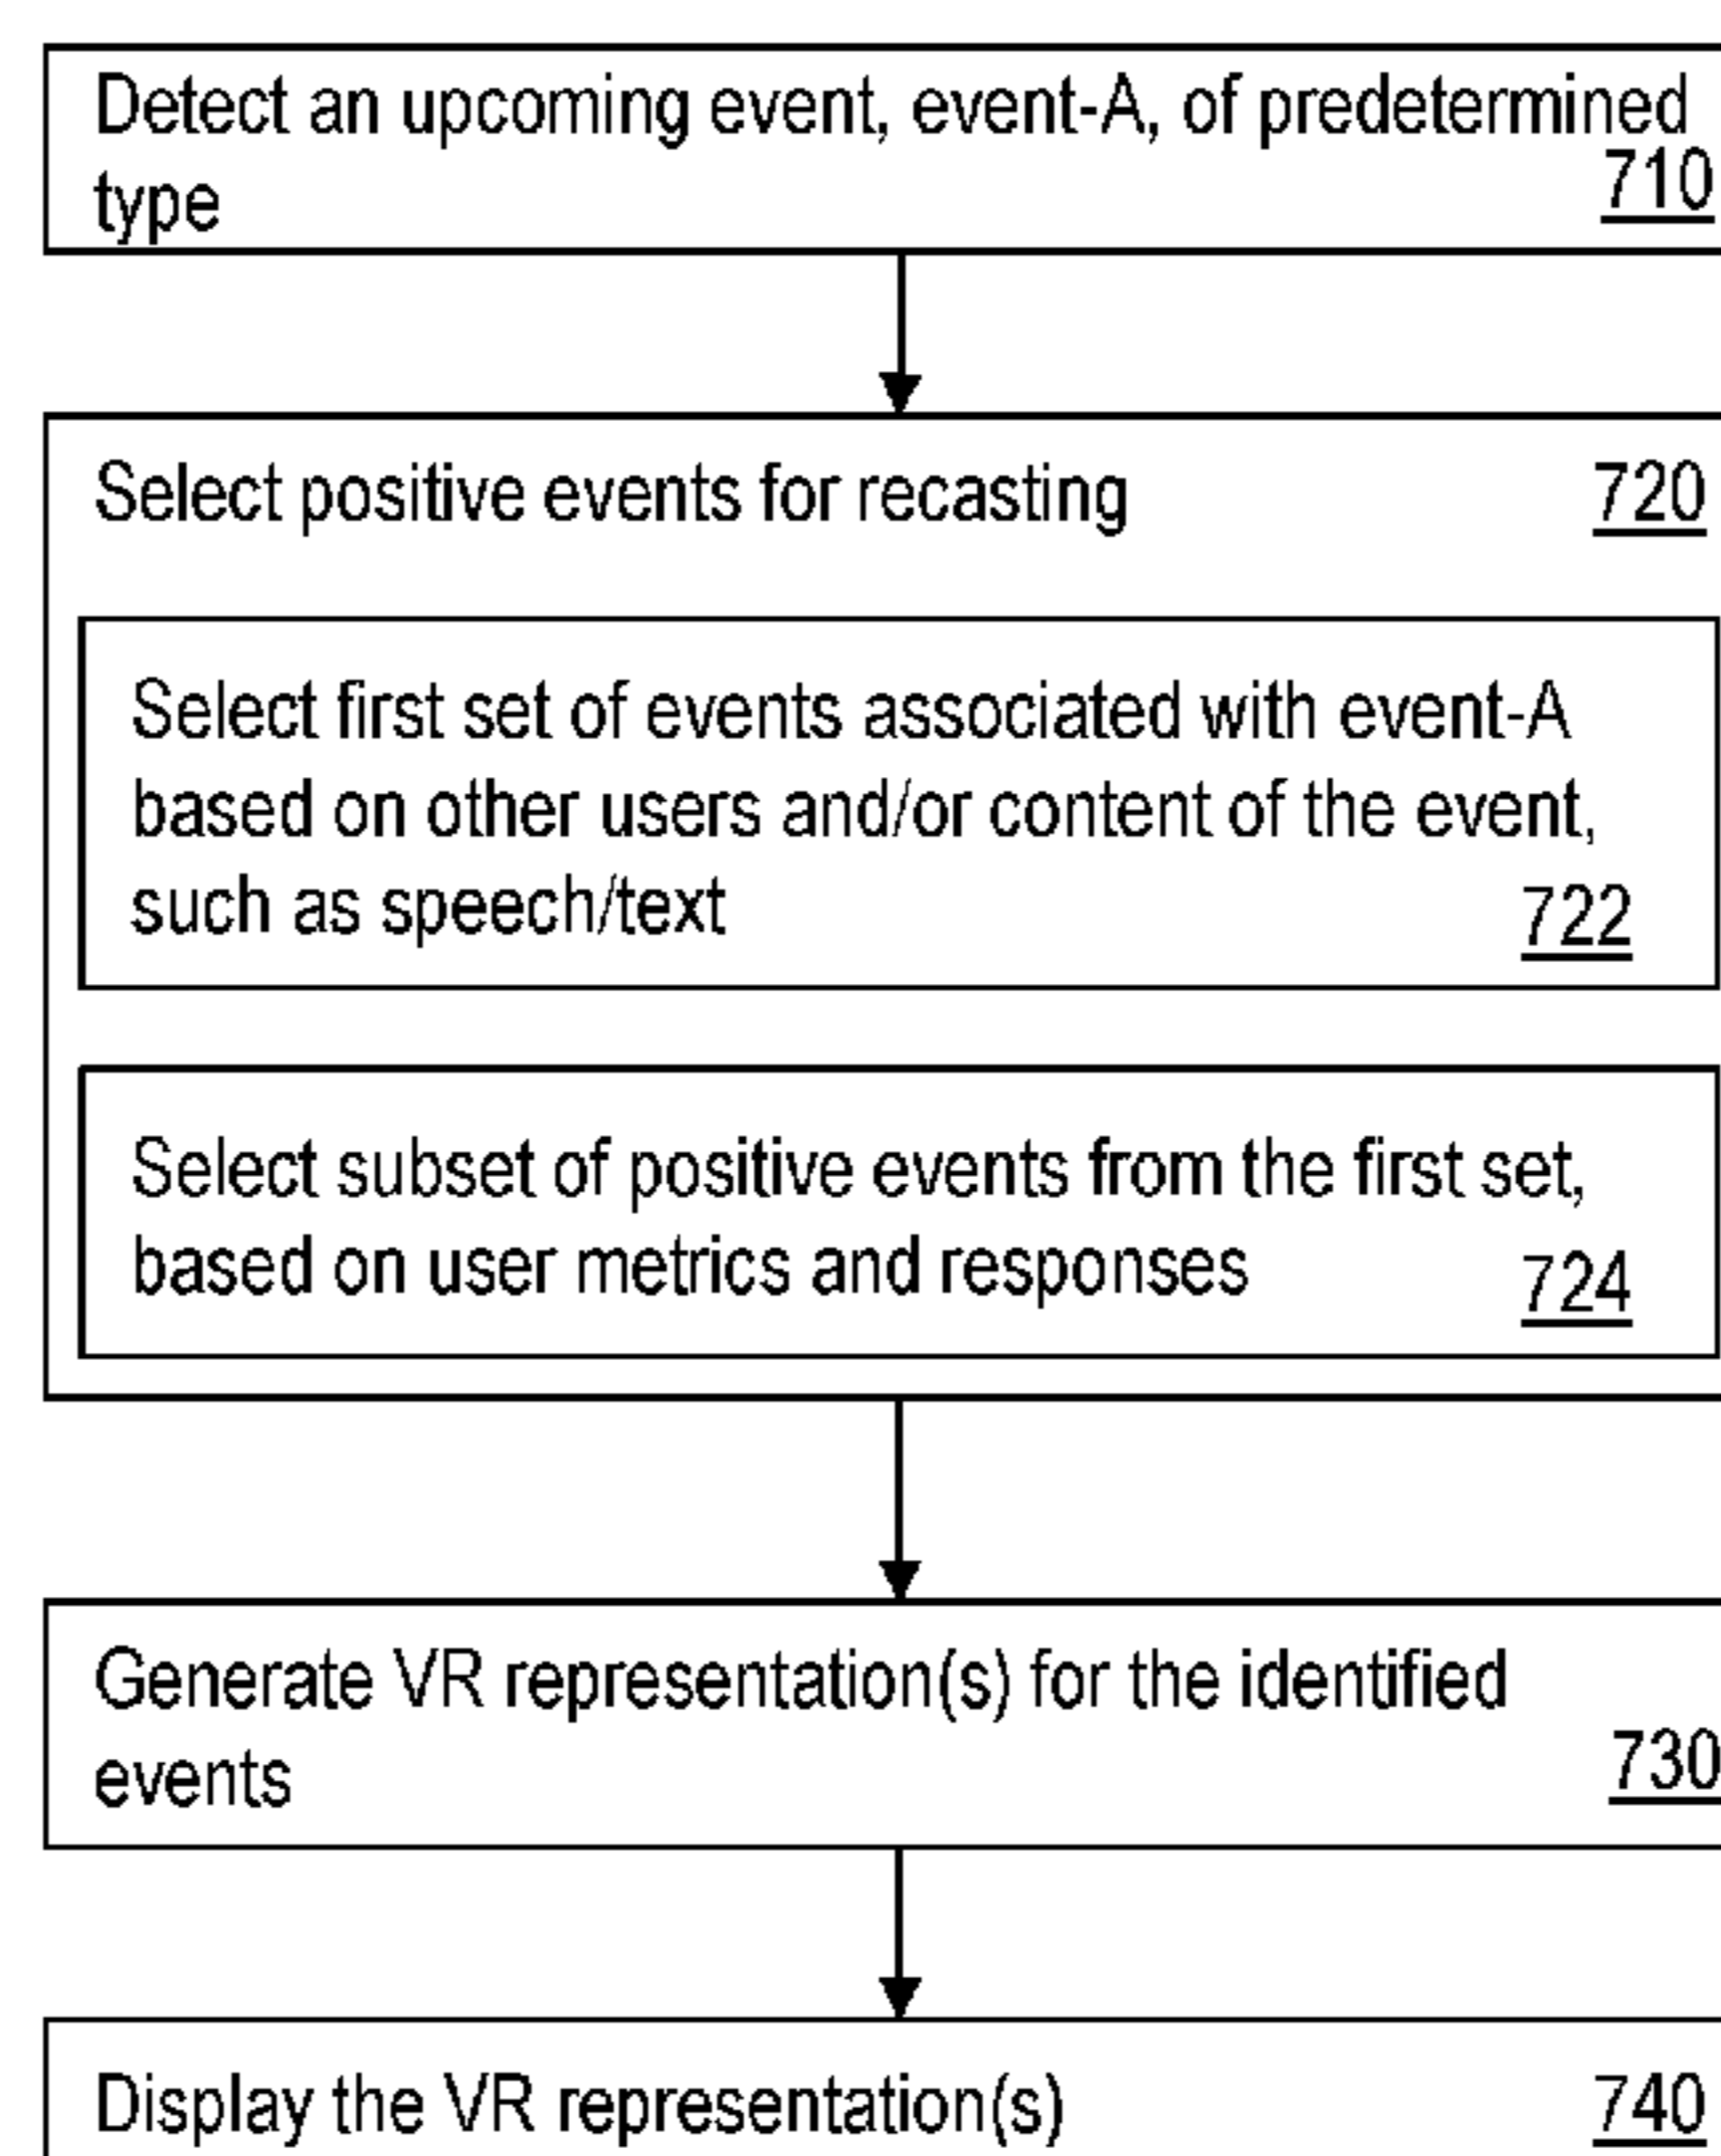 Detect an upcoming event, event-A, of predetermined
type 710
Select positive events for recasting 720
Select first set of events associated with event-A
based on other users and/or content of the event,
such as speech/text 722
Select subset of positive events from the first set,
based on user metrics and responses 724
Generate VR representation(s) for the identified
events 730
Display the VR representation(s) 740